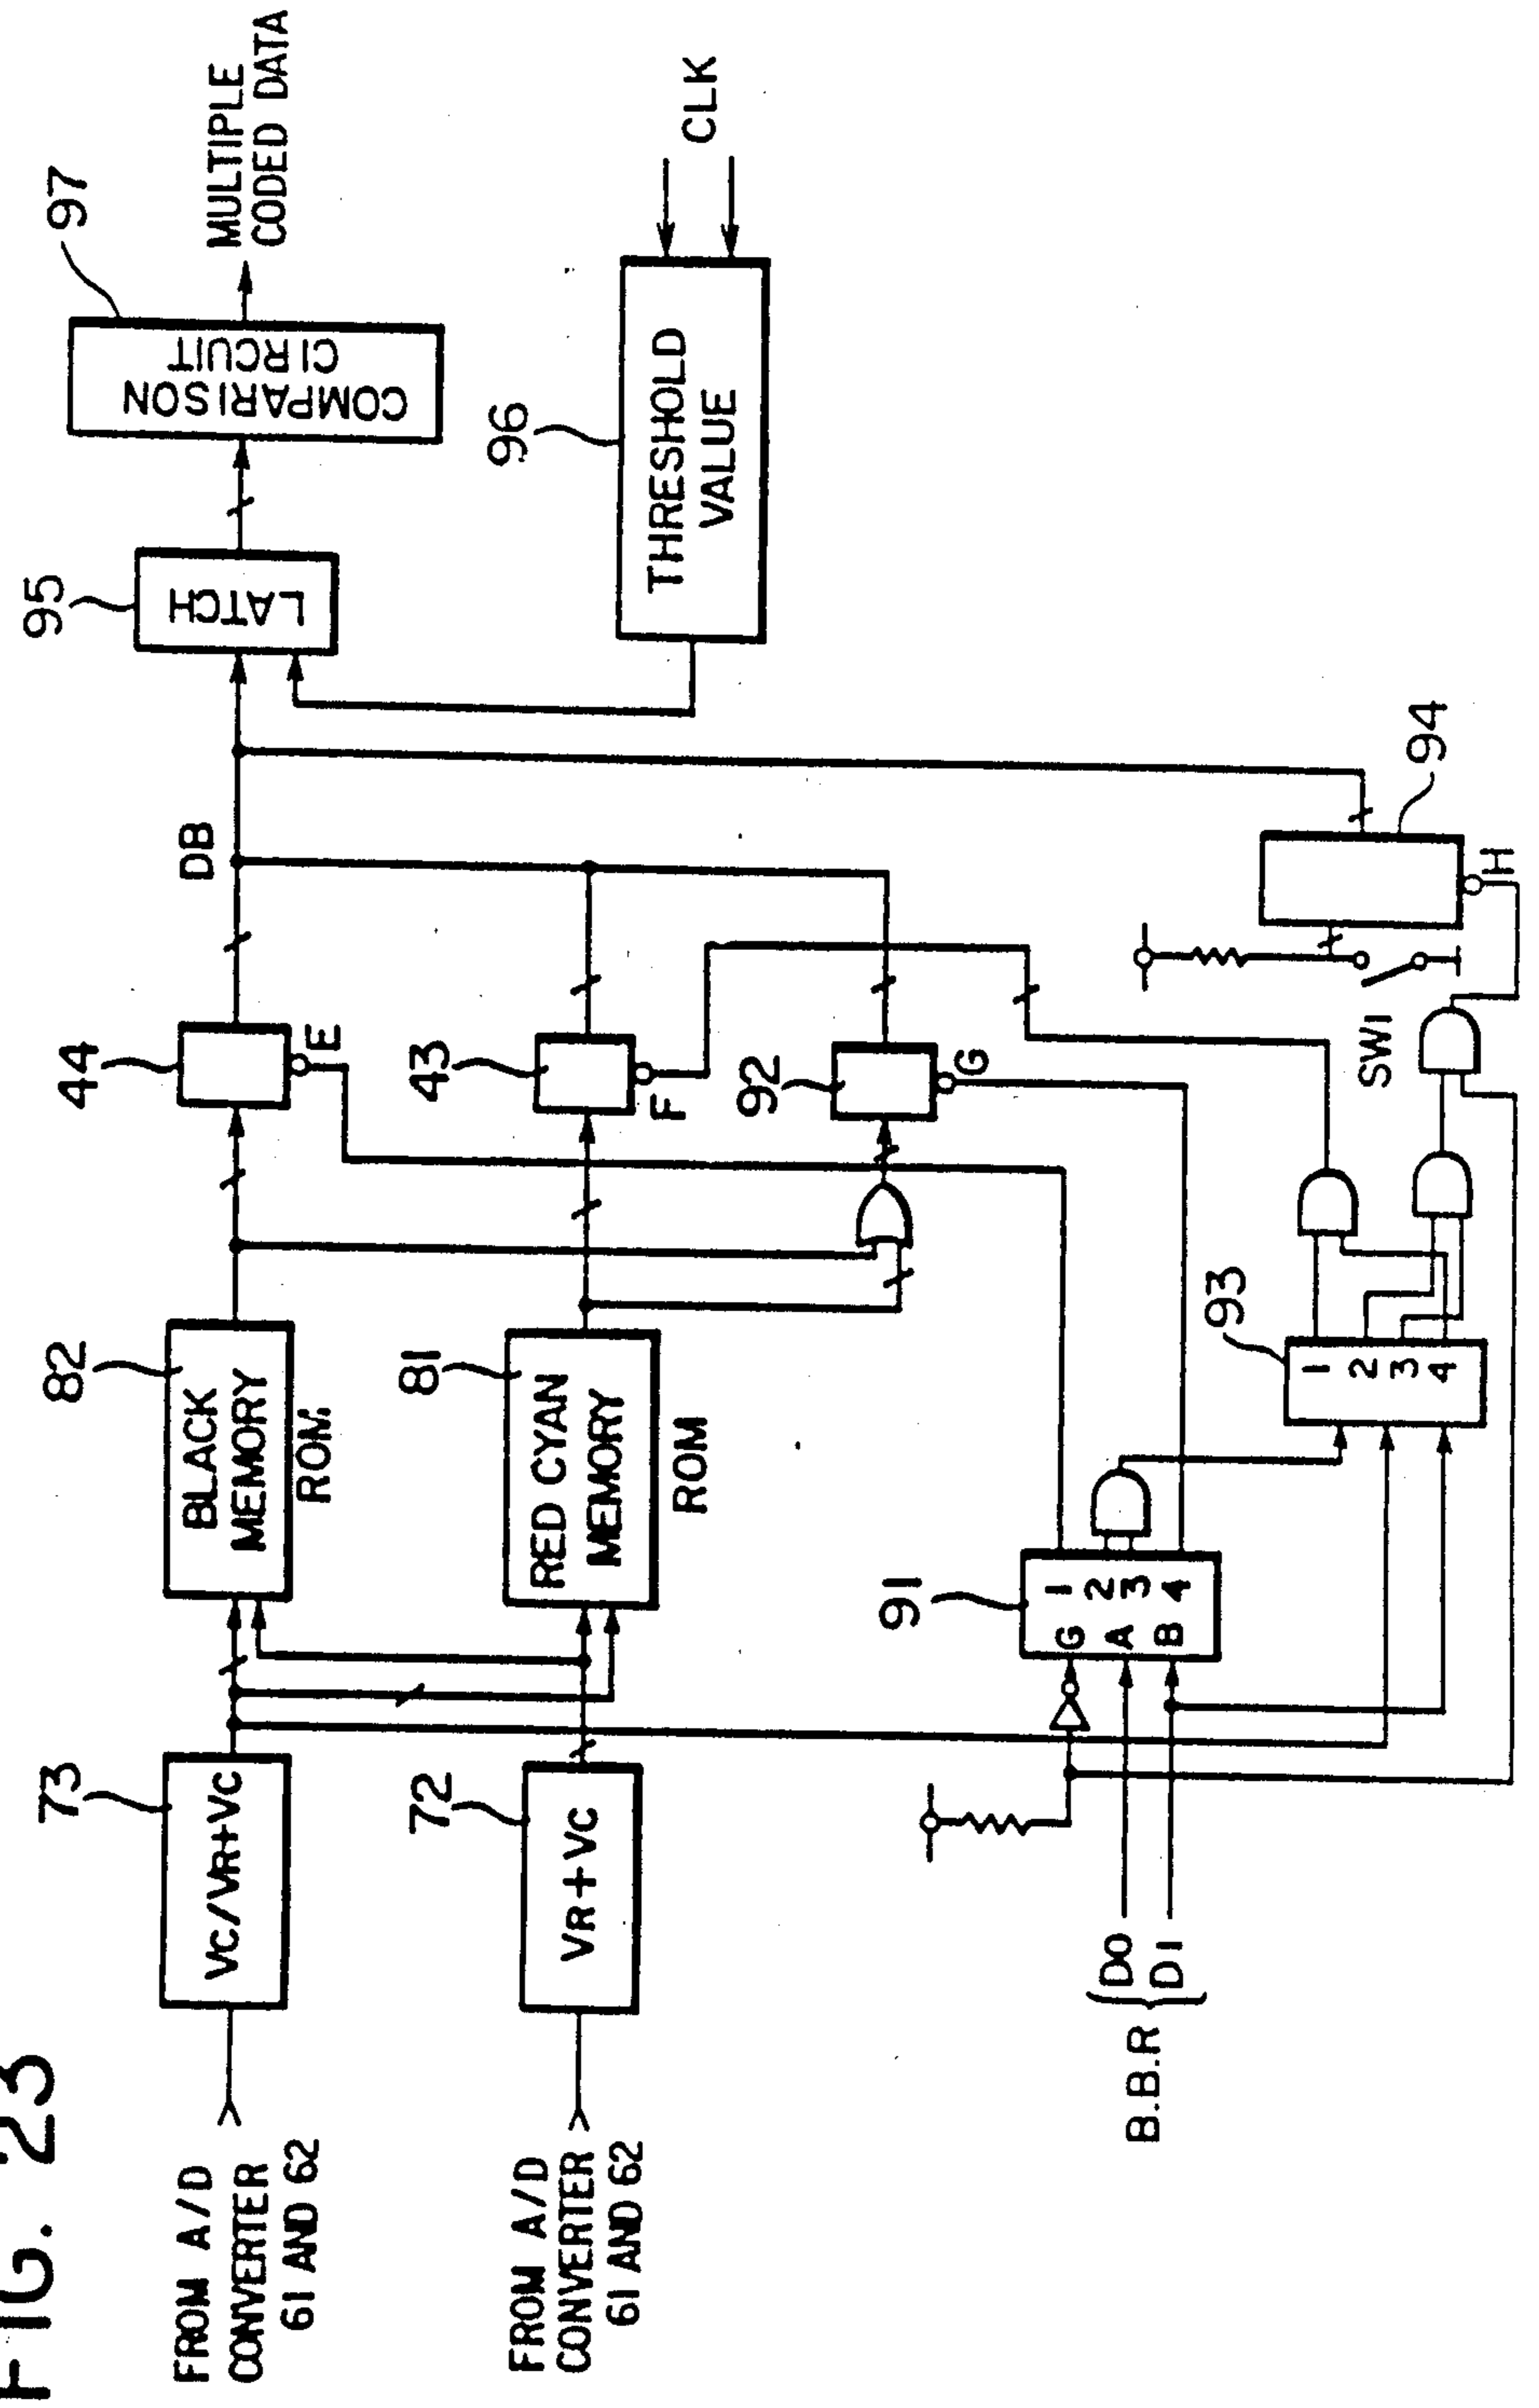 FIG. 23
73
VC/VR+VC
FROM A/D
CONVERTER
61 AND 62
82
BLACK
MEMORY
ROM
44
E
DB
95
LATCH
97
COMPARISON
CIRCUIT
MULTIPLE
CODED DATA
72
VR+VC
FROM A/D
CONVERTER
61 AND 62
81
RED CYAN
MEMORY
ROM
43
F
92
G
96
THRESHOLD
VALUE
CLK
91
G 1
A 2
3
B 4
B.B.R
D0
D1
93
1
2
3
4
SW1
94
H